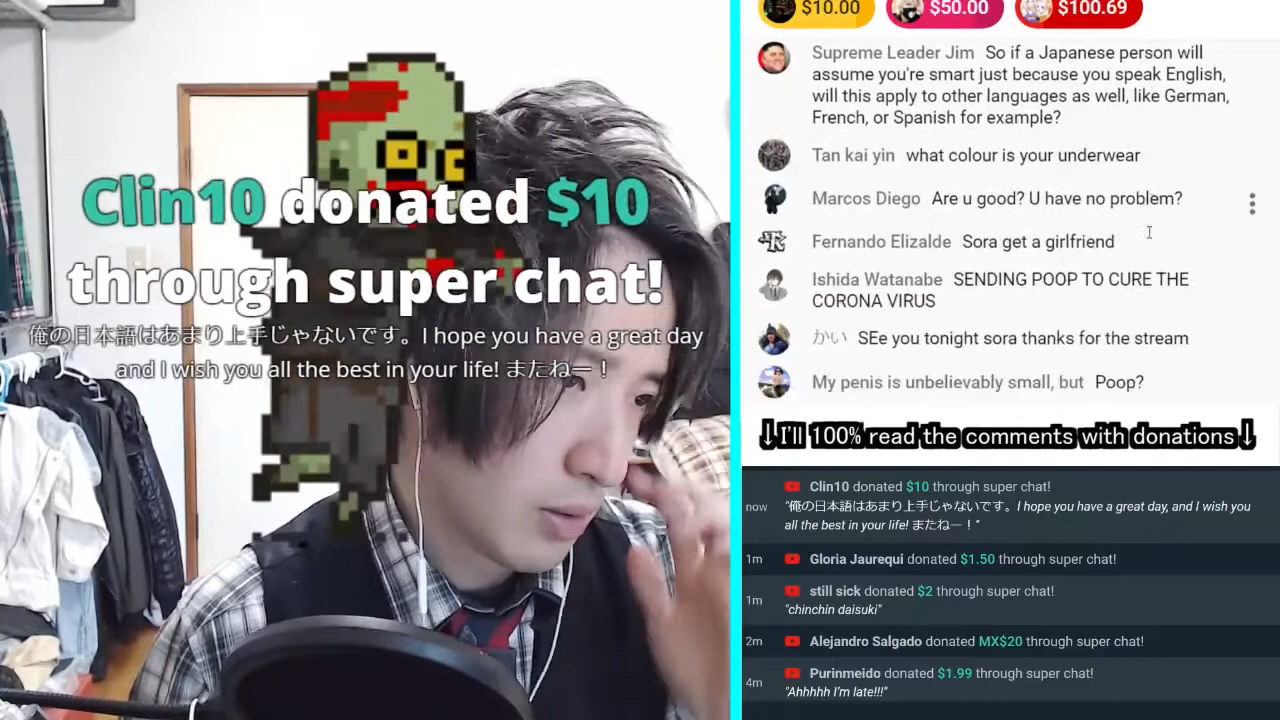 Clin10 donated $10
through super chat!
俺の日本語はあまり上手じゃないです。I hope you have a great day
and I wish you all the best in your life! またねー！
$10.00 $50.00 $100.69
Supreme Leader Jim So if a Japanese person will
assume you're smart just because you speak English,
will this apply to other languages as well, like German,
French, or Spanish for example?
Tan kai yin what colour is your underwear
Marcos Diego Are u good? U have no problem?
Fernando Elizalde Sora get a girlfriend
Ishida Watanabe SENDING POOP TO CURE THE
CORONA VIRUS
かい SEe you tonight sora thanks for the stream
My penis is unbelievably small, but Poop?
↓I'll 100% read the comments with donations↓
Clin10 donated $10 through super chat!
now "俺の日本語はあまり上手じゃないです。I hope you have a great day, and I wish you
all the best in your life! またねー！"
1m Gloria Jaurequi donated $1.50 through super chat!
still sick donated $2 through super chat!
1m "chinchin daisuki"
2m Alejandro Salgado donated MX$20 through super chat!
Purinmeido donated $1.99 through super chat!
4m "Ahhhhh I'm late!!!"